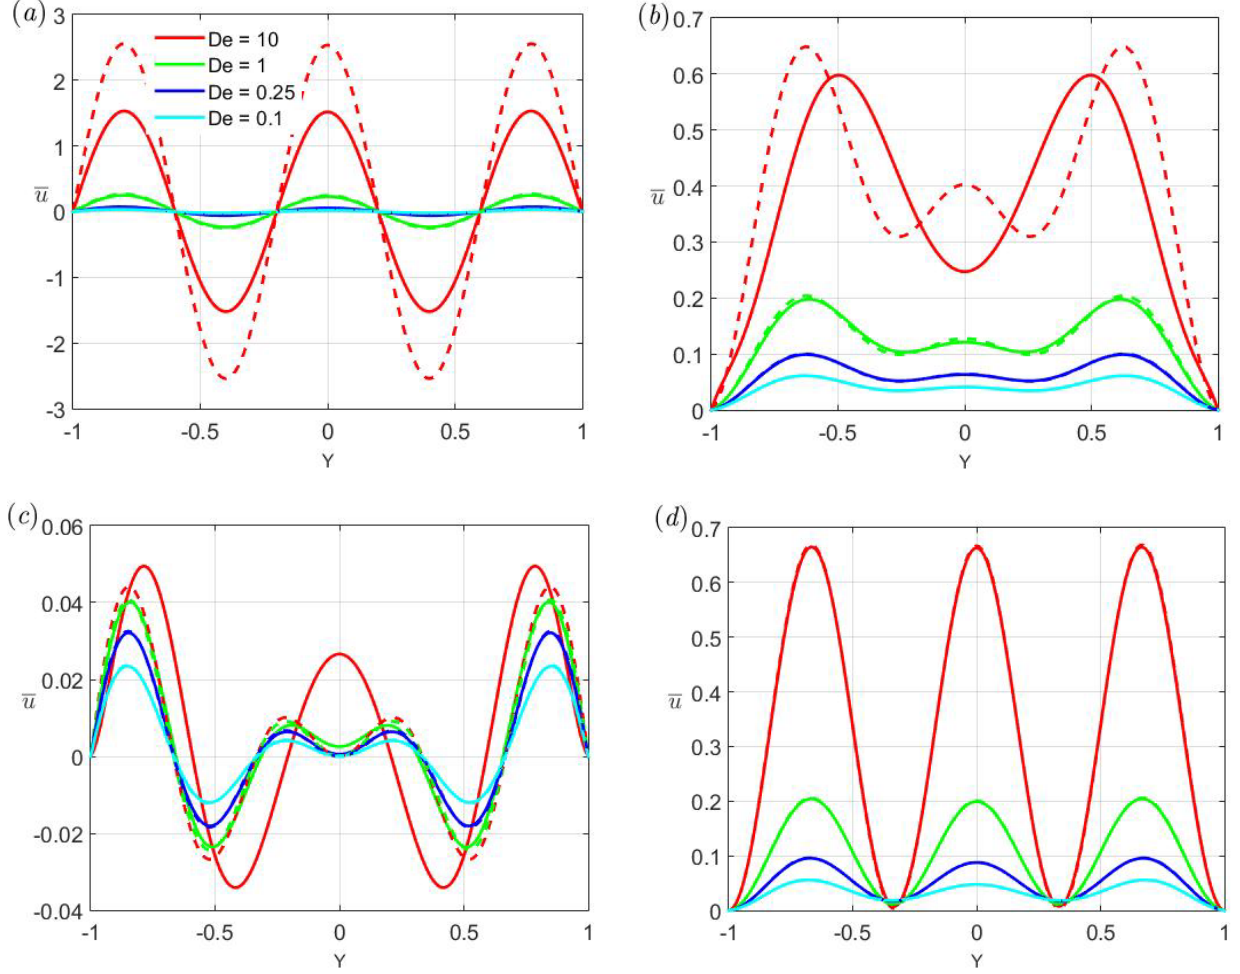 (a)
3
2
1
0
-1
-2
-3
u̅
De = 10
De = 1
De = 0.25
De = 0.1
-1 -0.5 0 0.5 1
Y
(b)
0.7
0.6
0.5
0.4
0.3
0.2
0.1
0
u̅
-1 -0.5 0 0.5 1
Y
(c)
0.06
0.04
0.02
0
-0.02
-0.04
u̅
-1 -0.5 0 0.5 1
Y
(d)
0.7
0.6
0.5
0.4
0.3
0.2
0.1
0
u̅
-1 -0.5 0 0.5 1
Y